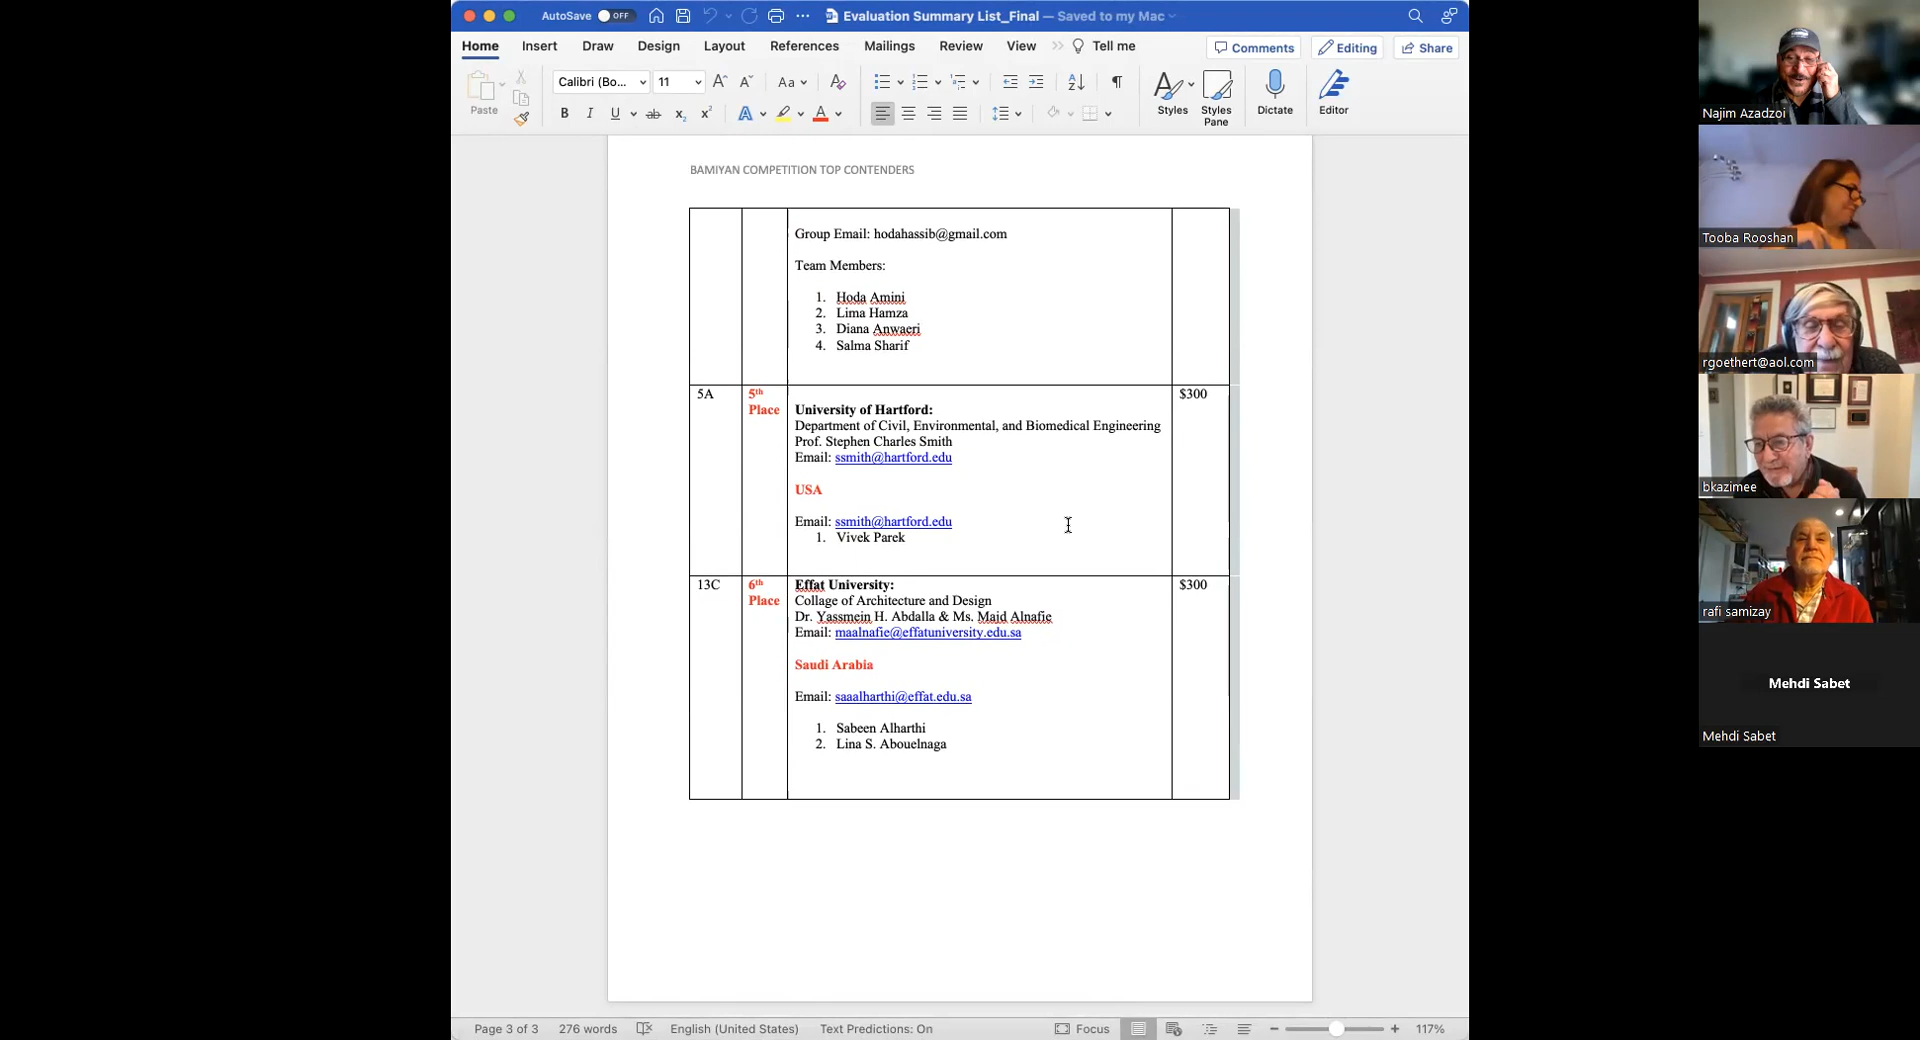 AutoSave OFF Evaluation Summary List_Final — Saved to my Mac
Home Insert Draw Design Layout References Mailings Review View Tell me Comments Editing Share
Paste Calibri (Bo... 11 Aa Styles Styles Pane Dictate Editor
BAMIYAN COMPETITION TOP CONTENDERS
Group Email: hodahassib@gmail.com
Team Members:
1. Hoda Amini
2. Lima Hamza
3. Diana Anwaeri
4. Salma Sharif
5A 5th Place $300
University of Hartford:
Department of Civil, Environmental, and Biomedical Engineering
Prof. Stephen Charles Smith
Email: ssmith@hartford.edu
USA
Email: ssmith@hartford.edu
1. Vivek Parek
13C 6th Place Effat University: $300
Collage of Architecture and Design
Dr. Yassmein H. Abdalla & Ms. Majd Alnafie
Email: maalnafie@effatuniversity.edu.sa
Saudi Arabia
Email: saaalharthi@effat.edu.sa
1. Sabeen Alharthi
2. Lina S. Abouelnaga
Page 3 of 3 276 words English (United States) Text Predictions: On Focus 117%
Najim Azadzoi
Tooba Rooshan
rgoethert@aol.com
bkazimee
rafi samizay
Mehdi Sabet
Mehdi Sabet